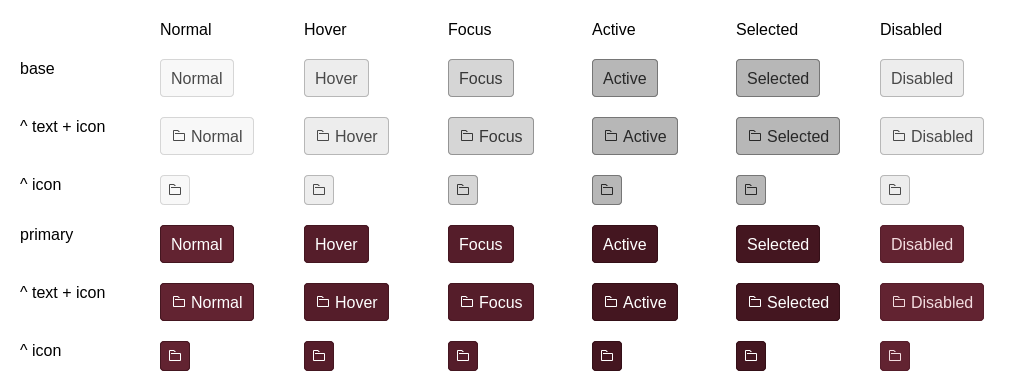 Normal Hover Focus Active Selected Disabled
base Normal Hover Focus Active Selected Disabled
^ text + icon Normal Hover Focus Active Selected Disabled
^ icon
primary Normal Hover Focus Active Selected Disabled
^ text + icon Normal Hover Focus Active Selected Disabled
^ icon